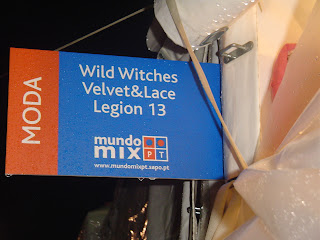 MODA
Wild Witches
Velvet&Lace
Legion 13
mundo
mix PT
www.mundomixpt.sapo.pt